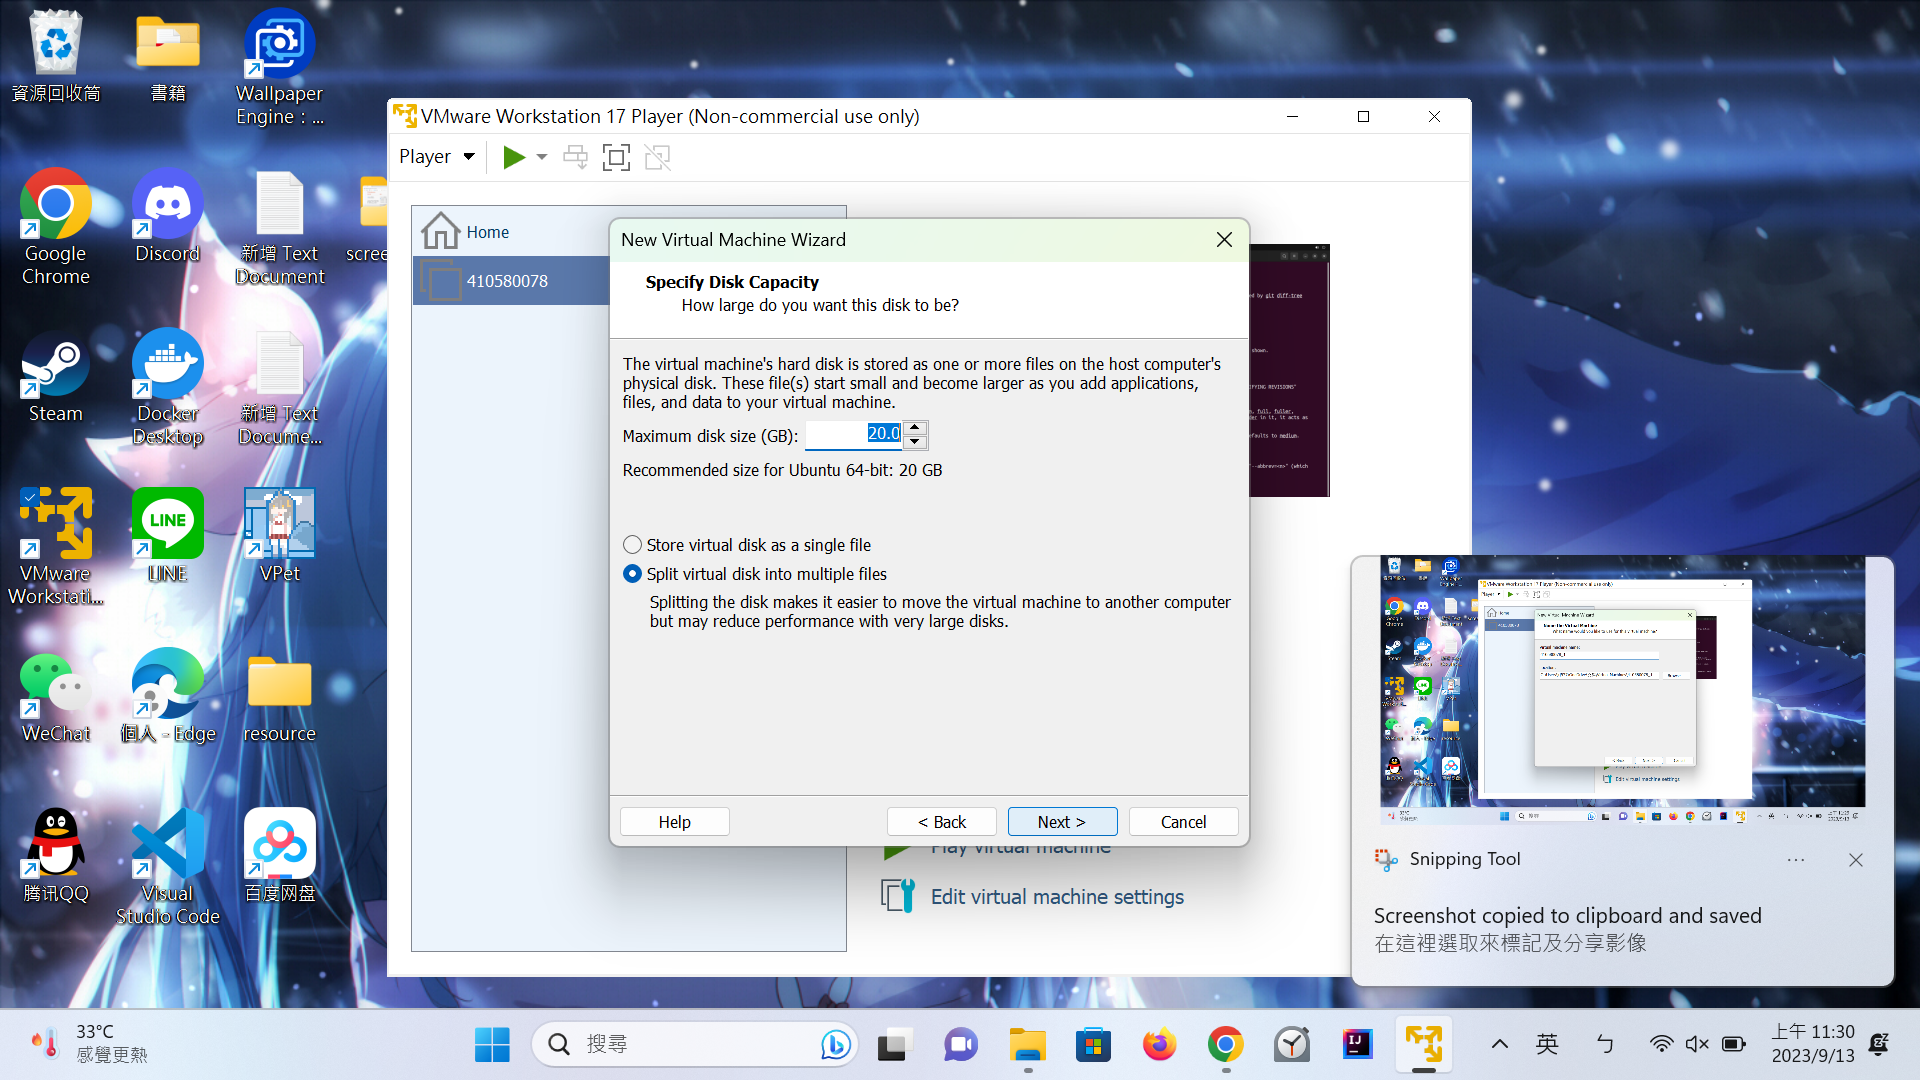 資源回收筒
書籍
Wallpaper
Engine：...
Google
Chrome
Discord
新增 Text
Document
scree
Steam
Docker
Desktop
新增 Text
Docume...
VMware
Workstati...
LINE
LINE
VPet
WeChat
個人 - Edge
resource
腾讯QQ
Visual
Studio Code
百度网盘
VMware Workstation 17 Player (Non-commercial use only)
Player
Home
410580078
New Virtual Machine Wizard
Specify Disk Capacity
How large do you want this disk to be?
The virtual machine's hard disk is stored as one or more files on the host computer's
physical disk. These file(s) start small and become larger as you add applications,
files, and data to your virtual machine.
Maximum disk size (GB): 20.0
Recommended size for Ubuntu 64-bit: 20 GB
Store virtual disk as a single file
Split virtual disk into multiple files
Splitting the disk makes it easier to move the virtual machine to another computer
but may reduce performance with very large disks.
Help
< Back
Next >
Cancel
Play virtual machine
Edit virtual machine settings
Snipping Tool
Screenshot copied to clipboard and saved
在這裡選取來標記及分享影像
33°C
感覺更熱
搜尋
英
ㄅ
上午 11:30
2023/9/13